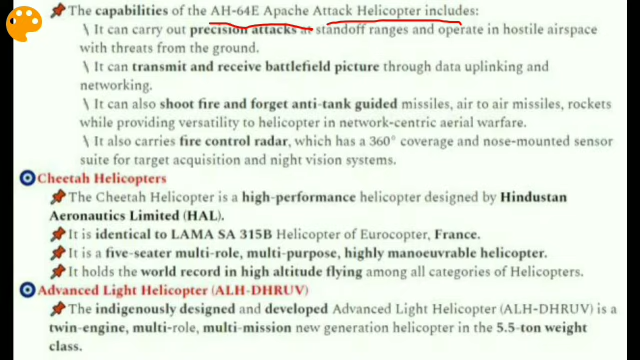 The capabilities of the AH-64E Apache Attack Helicopter includes:
\ It can carry out precision attacks at standoff ranges and operate in hostile airspace
with threats from the ground.
\ It can transmit and receive battlefield picture through data uplinking and
networking.
\ It can also shoot fire and forget anti-tank guided missiles, air to air missiles, rockets
while providing versatility to helicopter in network-centric aerial warfare.
\ It also carries fire control radar, which has a 360° coverage and nose-mounted sensor
suite for target acquisition and night vision systems.
Cheetah Helicopters
The Cheetah Helicopter is a high-performance helicopter designed by Hindustan
Aeronautics Limited (HAL).
It is identical to LAMA SA 315B Helicopter of Eurocopter, France.
It is a five-seater multi-role, multi-purpose, highly manoeuvrable helicopter.
It holds the world record in high altitude flying among all categories of Helicopters.
Advanced Light Helicopter (ALH-DHRUV)
The indigenously designed and developed Advanced Light Helicopter (ALH-DHRUV) is a
twin-engine, multi-role, multi-mission new generation helicopter in the 5.5-ton weight
class.